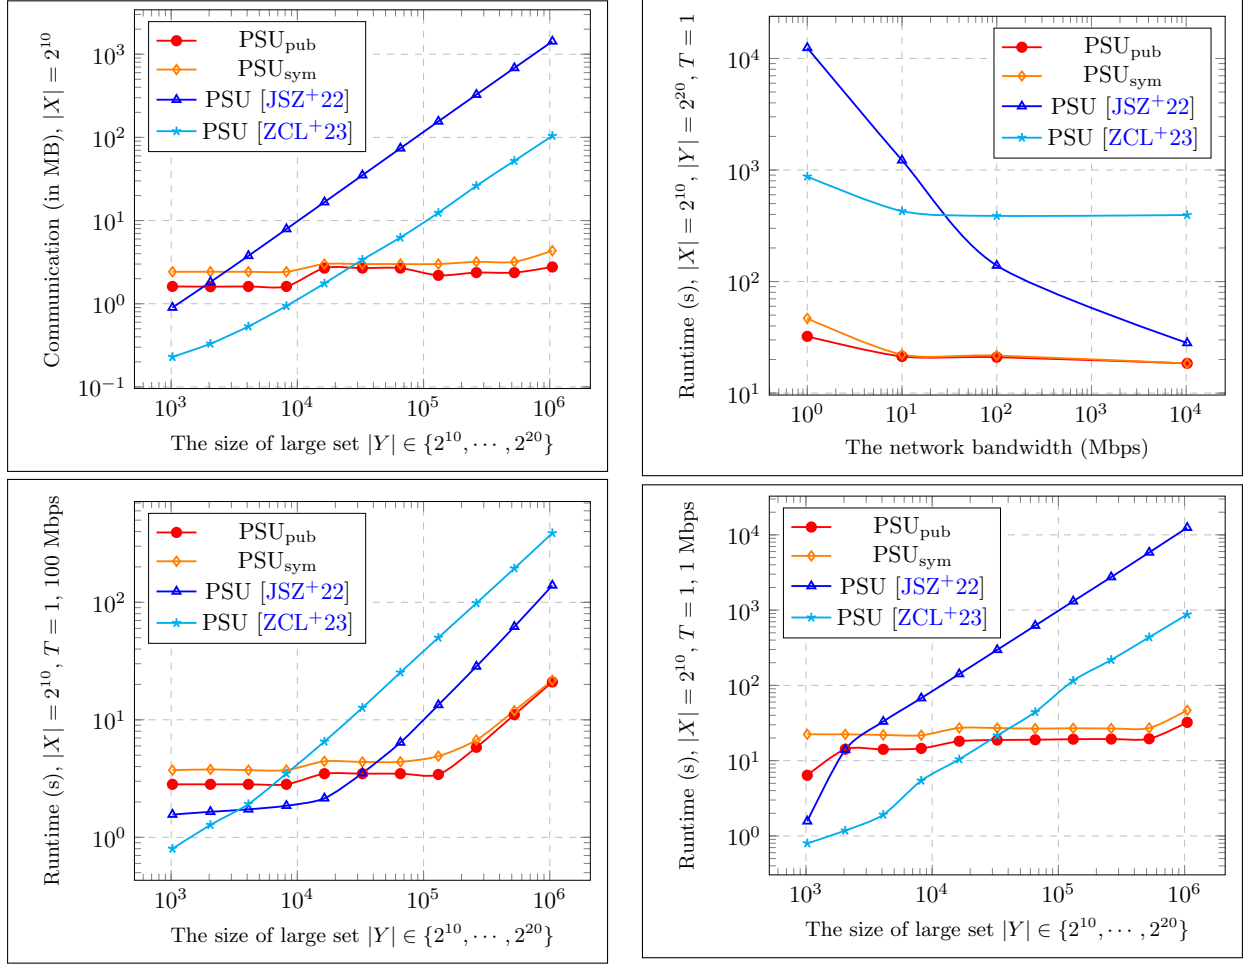 Communication (in MB), |X| = 2^10
10^3
10^2
10^1
10^0
10^−1
PSU_pub
PSU_sym
PSU [JSZ^+22]
PSU [ZCL^+23]
10^3 10^4 10^5 10^6
The size of large set |Y| ∈ {2^10, ⋯ , 2^20}
Runtime (s), |X| = 2^10, |Y| = 2^20, T = 1
10^4
10^3
10^2
10^1
PSU_pub
PSU_sym
PSU [JSZ^+22]
PSU [ZCL^+23]
10^0 10^1 10^2 10^3 10^4
The network bandwidth (Mbps)
Runtime (s), |X| = 2^10, T = 1, 100 Mbps
10^2
10^1
10^0
PSU_pub
PSU_sym
PSU [JSZ^+22]
PSU [ZCL^+23]
10^3 10^4 10^5 10^6
The size of large set |Y| ∈ {2^10, ⋯ , 2^20}
Runtime (s), |X| = 2^10, T = 1, 1 Mbps
10^4
10^3
10^2
10^1
10^0
PSU_pub
PSU_sym
PSU [JSZ^+22]
PSU [ZCL^+23]
10^3 10^4 10^5 10^6
The size of large set |Y| ∈ {2^10, ⋯ , 2^20}